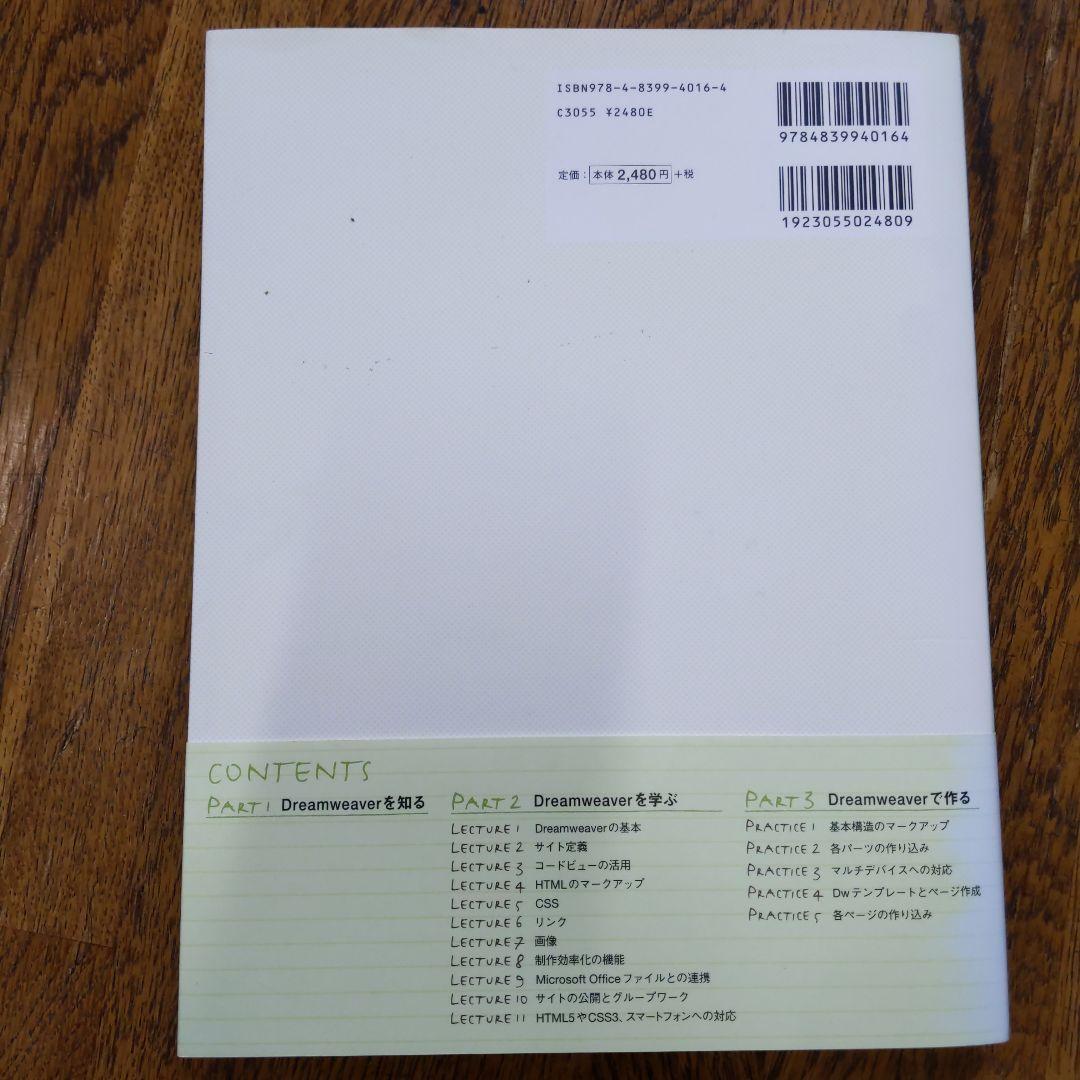 ISBN978-4-8399-4016-4
C3055 ¥2480E
定価：本体2,480円+税
9784839940164
1923055024809
CONTENTS
PART 1 Dreamweaverを知る
PART 2 Dreamweaverを学ぶ
LECTURE 1 Dreamweaverの基本
LECTURE 2 サイト定義
LECTURE 3 コードビューの活用
LECTURE 4 HTMLのマークアップ
LECTURE 5 CSS
LECTURE 6 リンク
LECTURE 7 画像
LECTURE 8 制作効率化の機能
LECTURE 9 Microsoft Officeファイルとの連携
LECTURE 10 サイトの公開とグループワーク
LECTURE 11 HTML5やCSS3、スマートフォンへの対応
PART 3 Dreamweaverで作る
PRACTICE 1 基本構造のマークアップ
PRACTICE 2 各パーツの作り込み
PRACTICE 3 マルチデバイスへの対応
PRACTICE 4 Dwテンプレートとページ作成
PRACTICE 5 各ページの作り込み